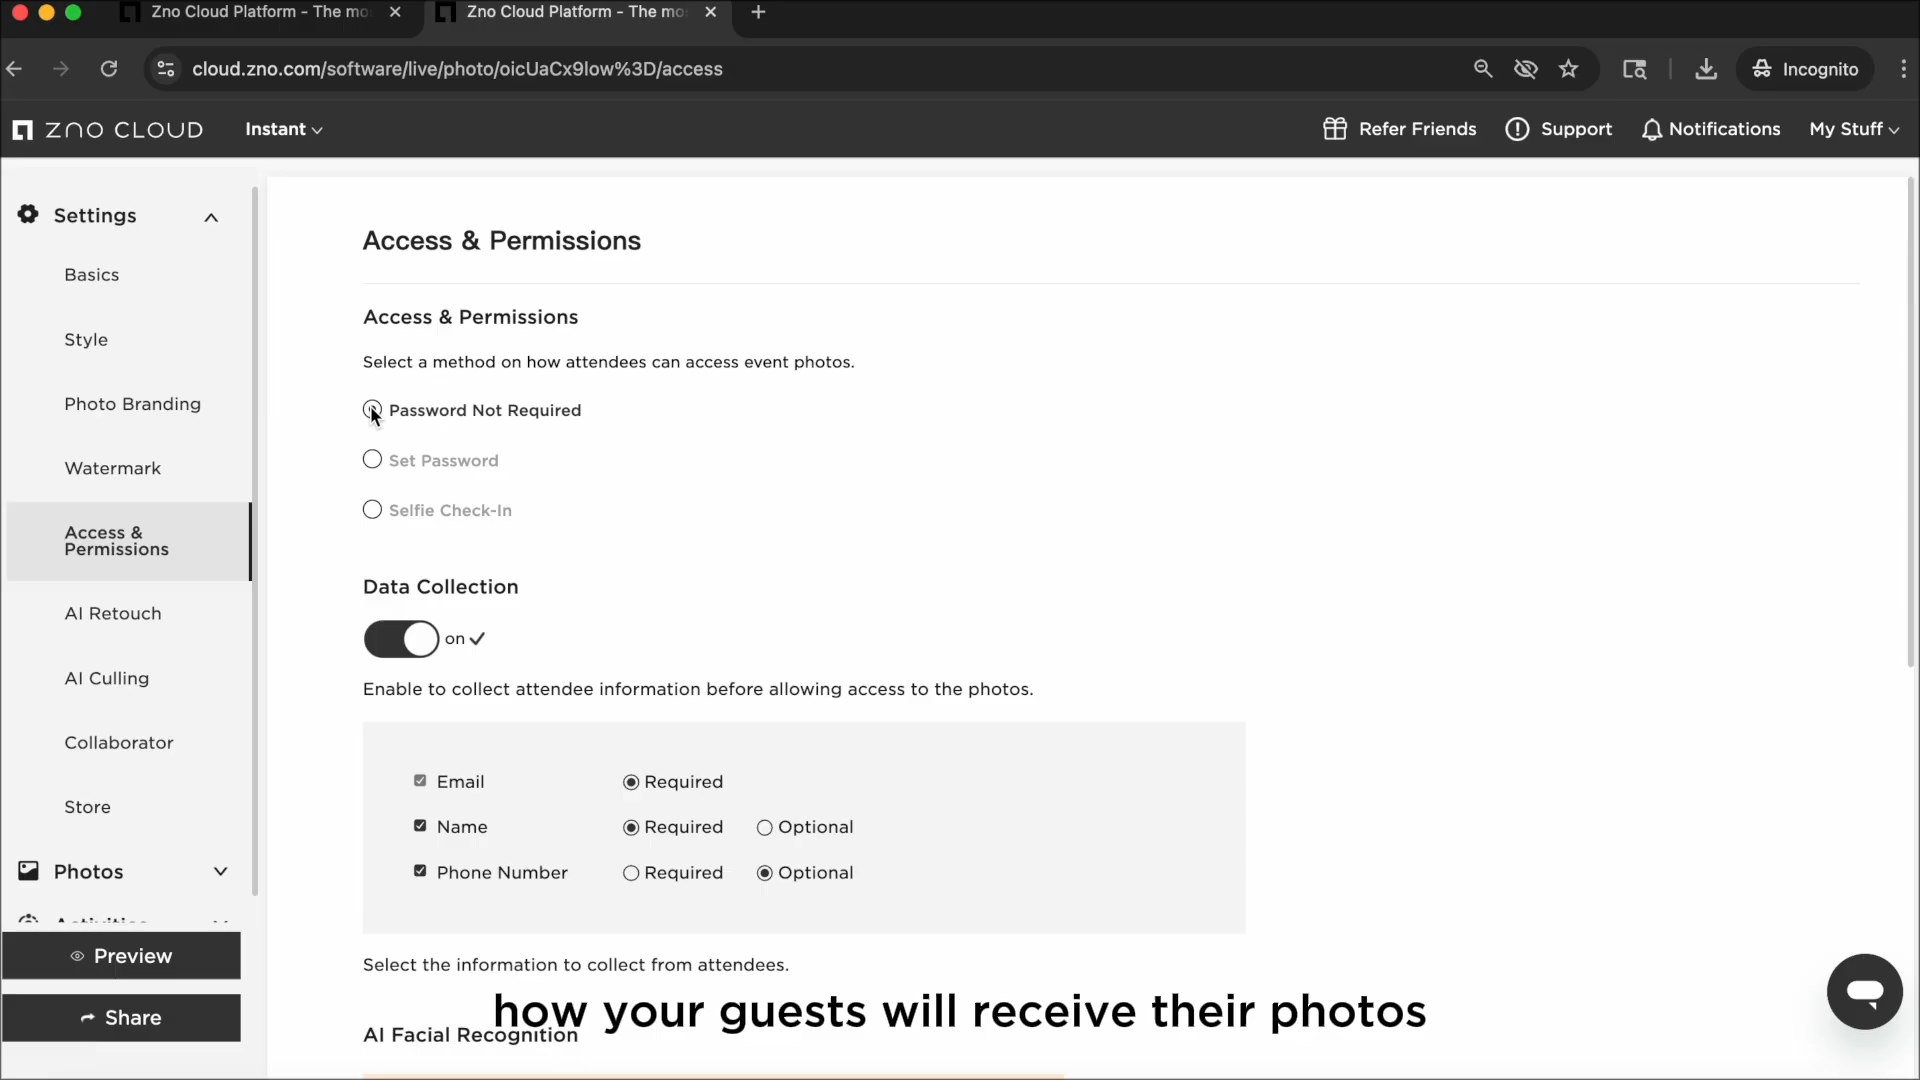 Zno Cloud Platform - The mo
Zno Cloud Platform - The mo
cloud.zno.com/software/live/photo/oicUaCx9low%3D/access
Incognito
ZNO CLOUD
Instant
Refer Friends
Support
Notifications
My Stuff
Settings
Basics
Style
Photo Branding
Watermark
Access &
Permissions
AI Retouch
AI Culling
Collaborator
Store
Photos
Activities
Preview
Share
Access & Permissions
Access & Permissions
Select a method on how attendees can access event photos.
Password Not Required
Set Password
Selfie Check-In
Data Collection
on
Enable to collect attendee information before allowing access to the photos.
Email Required
Name Required Optional
Phone Number Required Optional
Select the information to collect from attendees.
how your guests will receive their photos
AI Facial Recognition